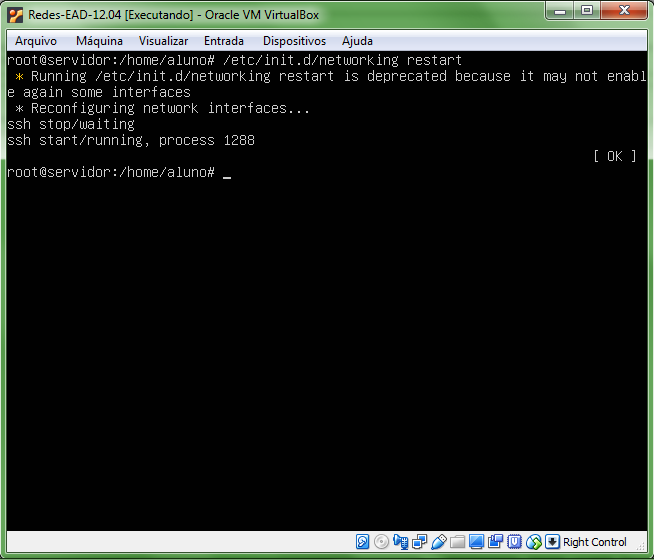 Redes-EAD-12.04 [Executando] - Oracle VM VirtualBox
Arquivo Máquina Visualizar Entrada Dispositivos Ajuda
root@servidor:/home/aluno# /etc/init.d/networking restart
 * Running /etc/init.d/networking restart is deprecated because it may not enabl
e again some interfaces
 * Reconfiguring network interfaces...
ssh stop/waiting
ssh start/running, process 1288
[ OK ]
root@servidor:/home/aluno# _
Right Control